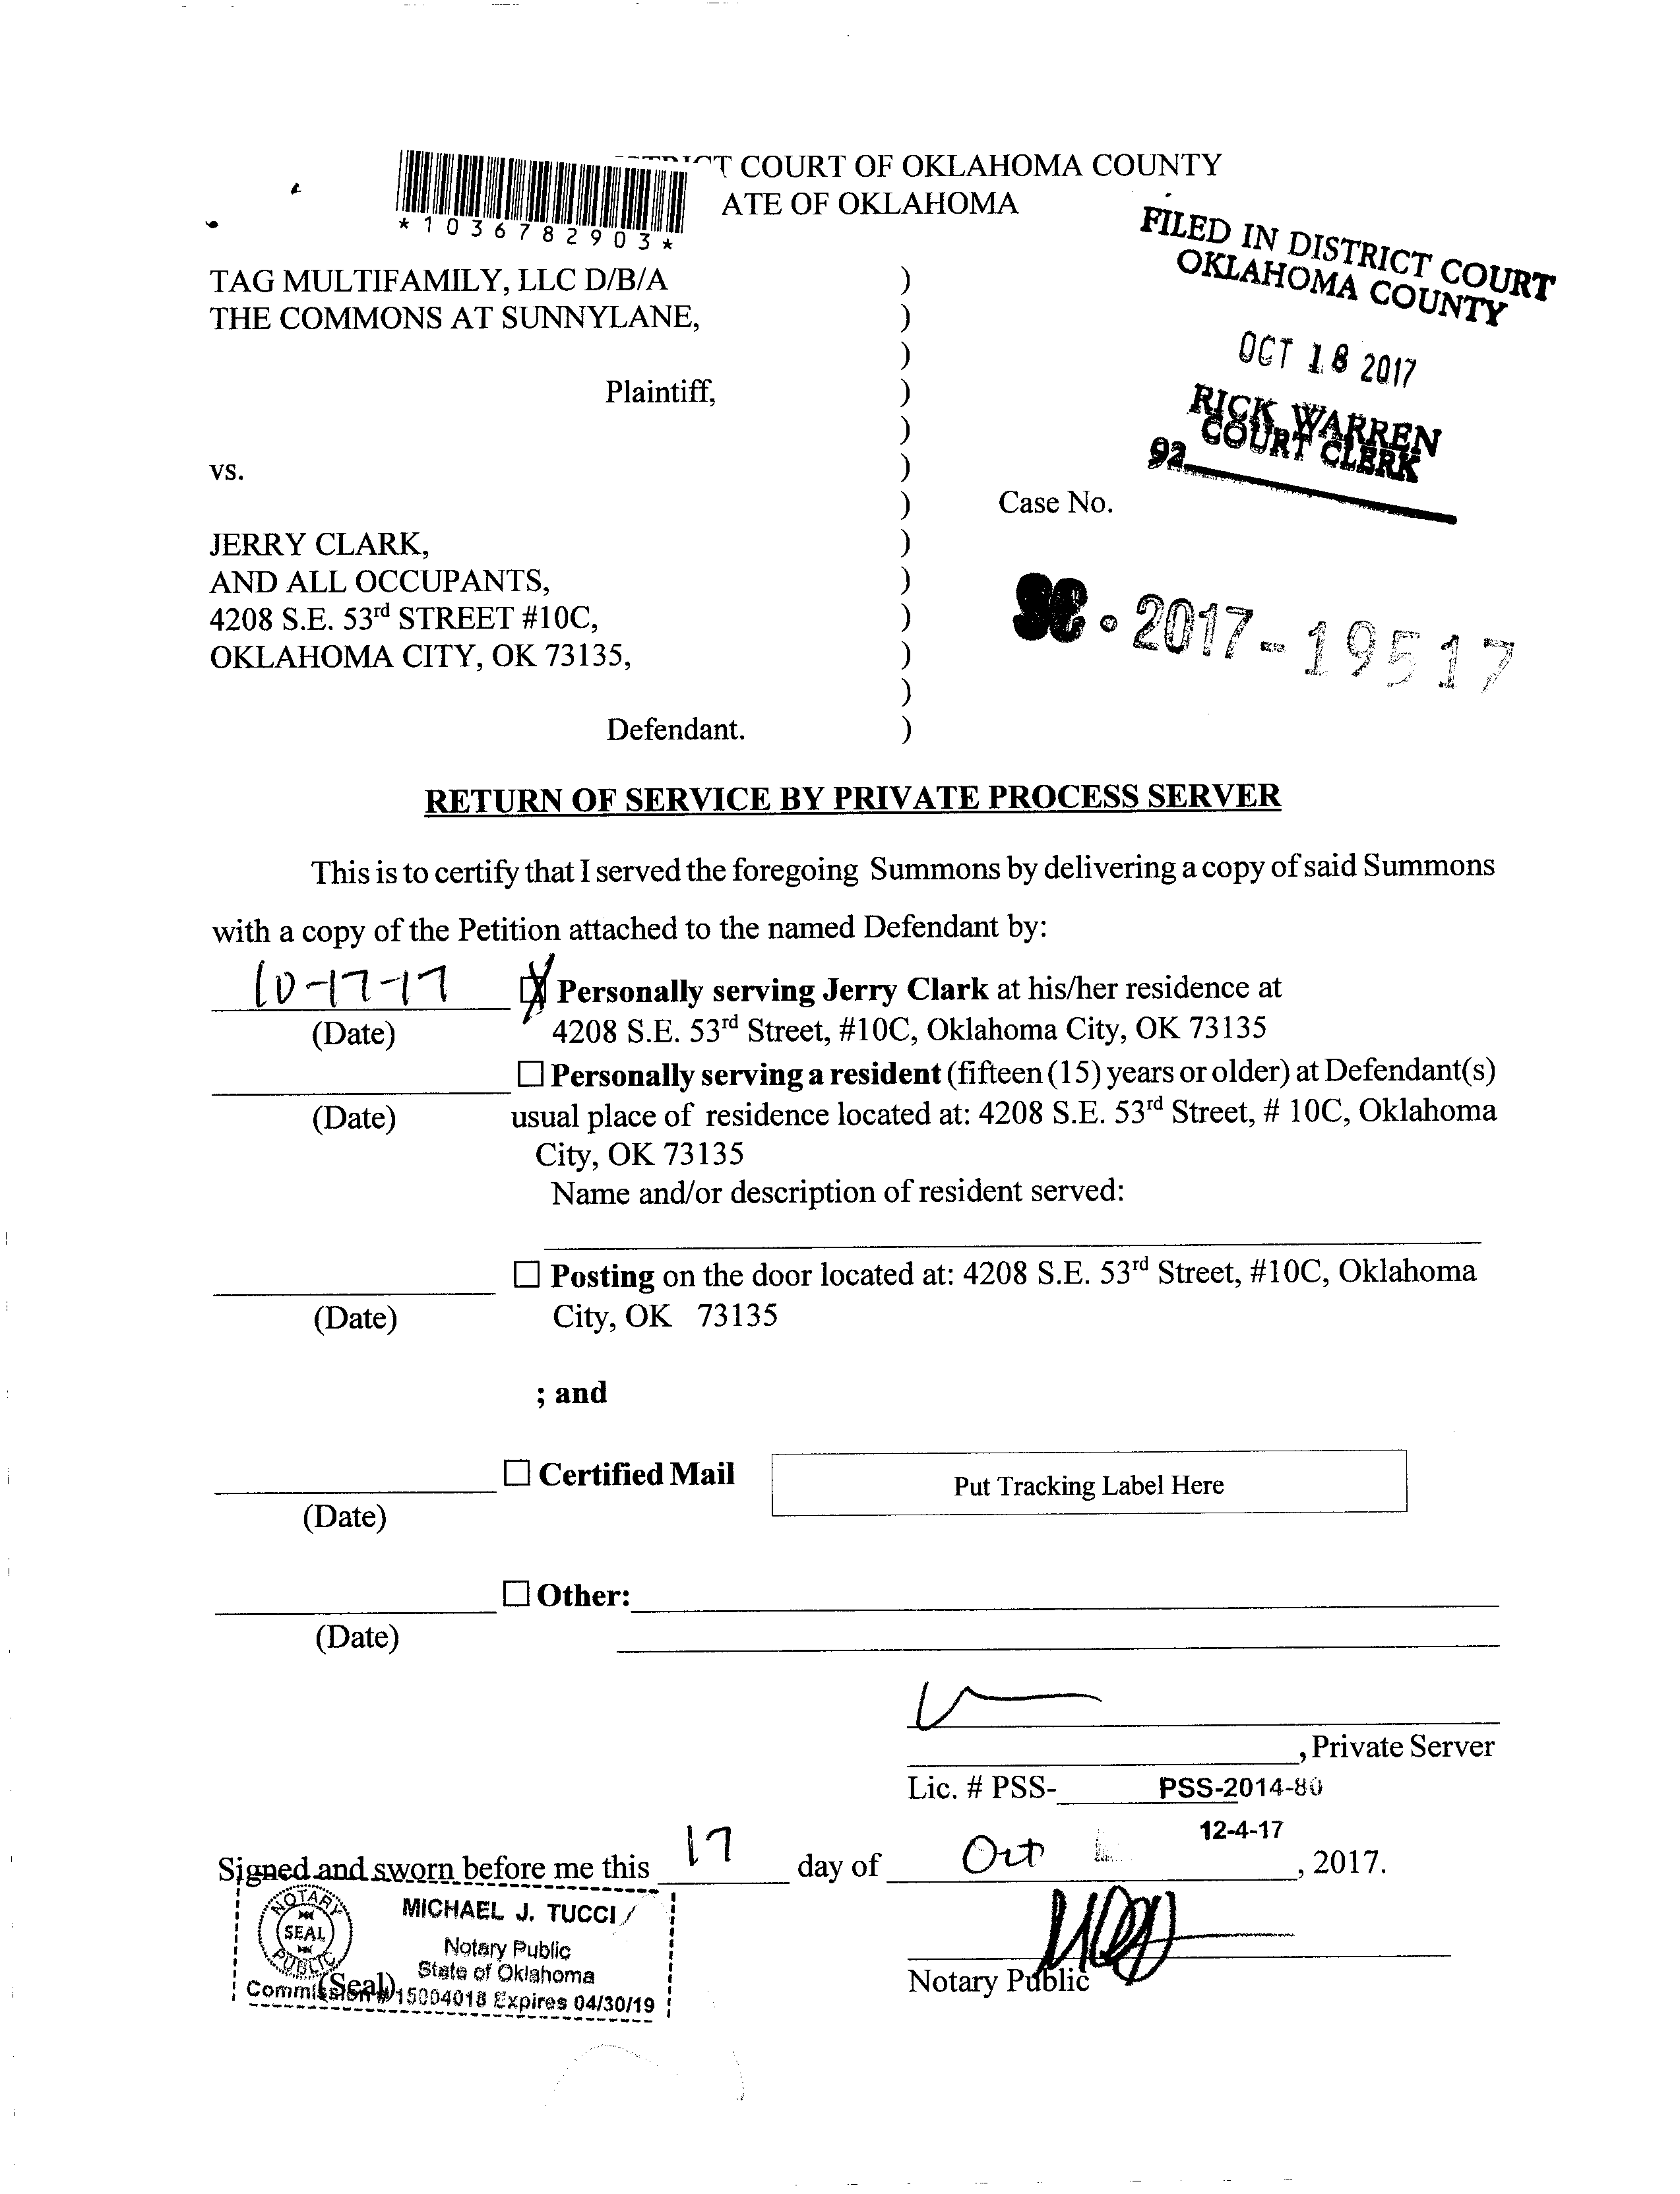 COURT OF OKLAHOMA COUNTY
ATE OF OKLAHOMA
*1036782903*
FILED IN DISTRICT COURT
OKLAHOMA COUNTY
OCT 18 2017
RICK WARREN
COURT CLERK
92
TAG MULTIFAMILY, LLC D/B/A )
THE COMMONS AT SUNNYLANE, )
)
Plaintiff, )
)
vs. )
) Case No.
JERRY CLARK, )
AND ALL OCCUPANTS, )
4208 S.E. 53rd STREET #10C, ) SC • 2017-19517
OKLAHOMA CITY, OK 73135, )
)
Defendant. )
RETURN OF SERVICE BY PRIVATE PROCESS SERVER
This is to certify that I served the foregoing Summons by delivering a copy of said Summons
with a copy of the Petition attached to the named Defendant by:
10-17-17 Personally serving Jerry Clark at his/her residence at
(Date) 4208 S.E. 53rd Street, #10C, Oklahoma City, OK 73135
☐ Personally serving a resident (fifteen (15) years or older) at Defendant(s)
(Date) usual place of residence located at: 4208 S.E. 53rd Street, # 10C, Oklahoma
City, OK 73135
Name and/or description of resident served:
☐ Posting on the door located at: 4208 S.E. 53rd Street, #10C, Oklahoma
(Date) City, OK 73135
; and
☐ Certified Mail Put Tracking Label Here
(Date)
☐ Other:
(Date)
, Private Server
Lic. # PSS- PSS-2014-80
12-4-17
Signed and sworn before me this 17 day of Oct , 2017.
NOTARY
SEAL
PUBLIC
MICHAEL J. TUCCI
Notary Public
State of Oklahoma
(Seal)
Commission # 15004018 Expires 04/30/19
Notary Public